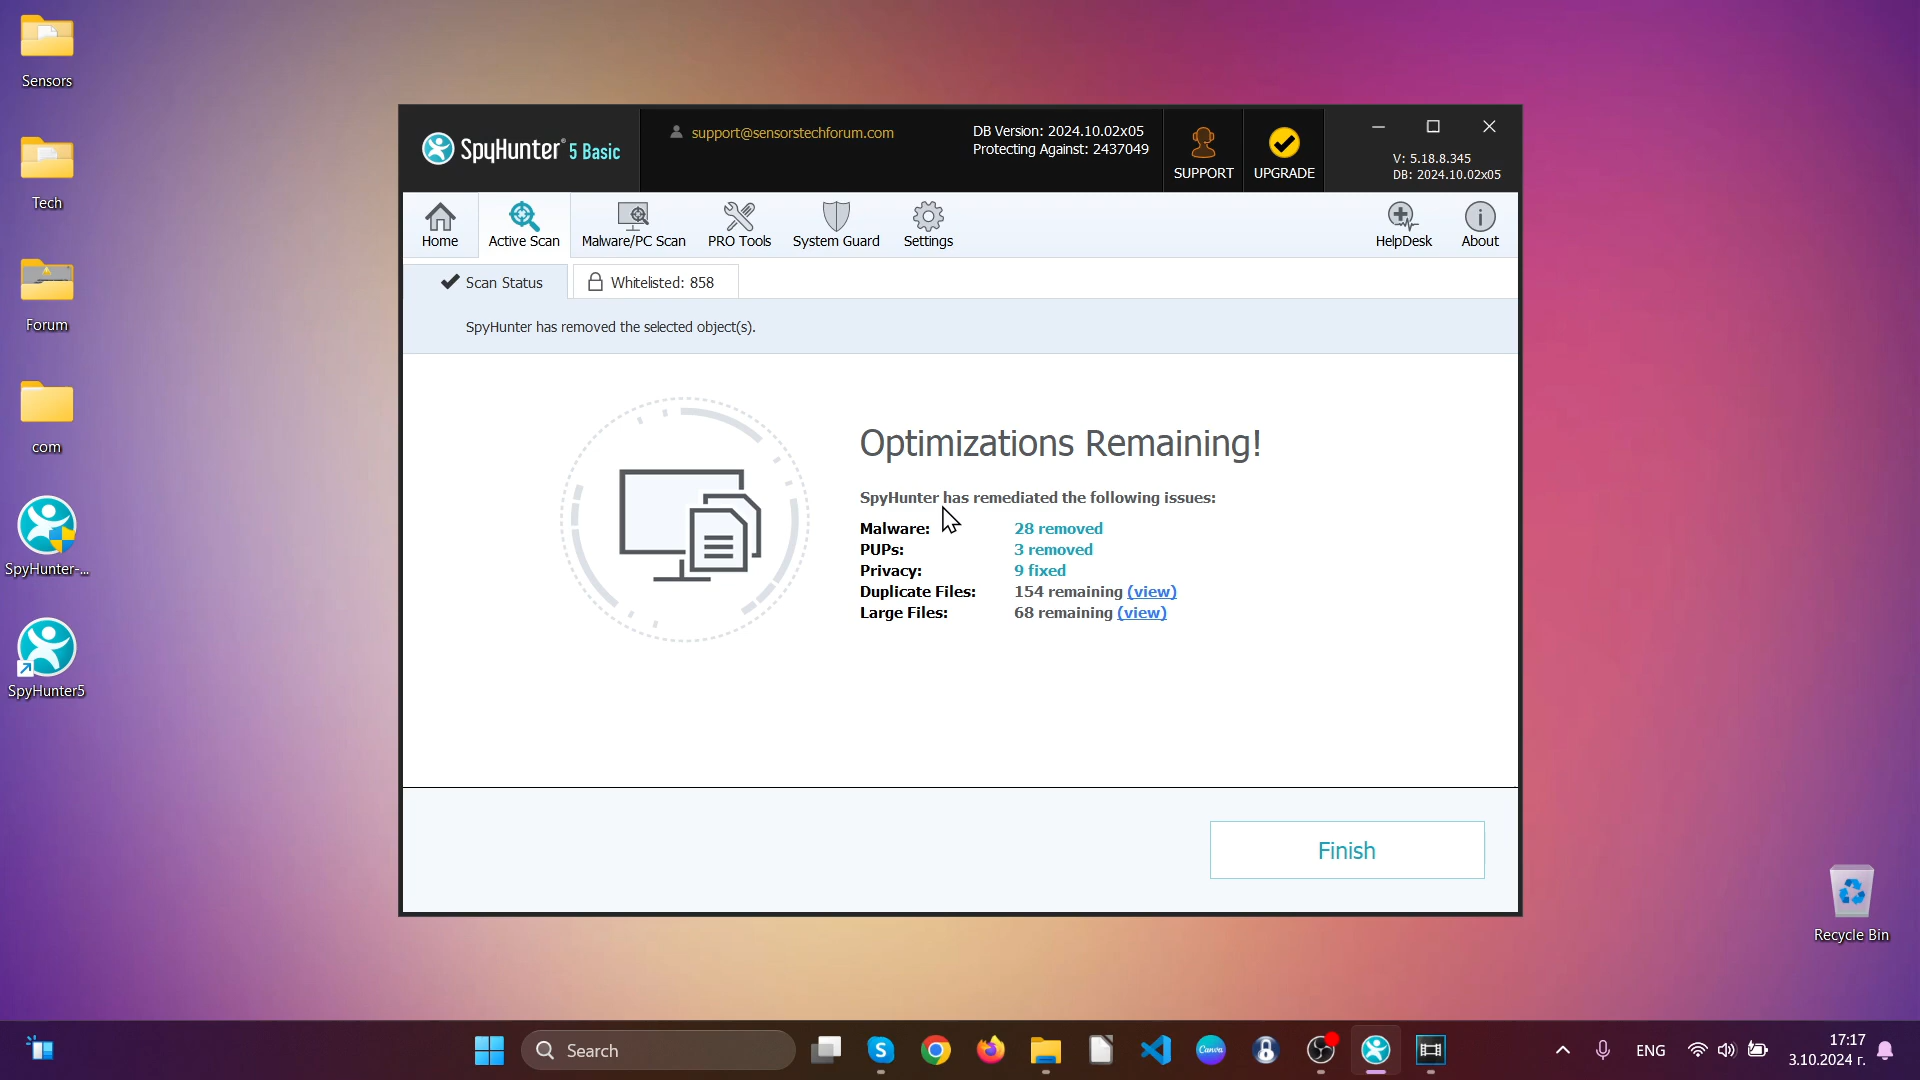 Sensors
Tech
Forum
com
SpyHunter-...
SpyHunter5
SpyHunter® 5 Basic
support@sensorstechforum.com
DB Version: 2024.10.02x05
Protecting Against: 2437049
SUPPORT
UPGRADE
V: 5.18.8.345
DB: 2024.10.02x05
Home
Active Scan
Malware/PC Scan
PRO Tools
System Guard
Settings
HelpDesk
About
Scan Status
Whitelisted: 858
SpyHunter has removed the selected object(s).
Optimizations Remaining!
SpyHunter has remediated the following issues:
Malware: 28 removed
PUPs: 3 removed
Privacy: 9 fixed
Duplicate Files: 154 remaining (view)
Large Files: 68 remaining (view)
Finish
Recycle Bin
Search
Canva
ENG
17:17
3.10.2024 г.